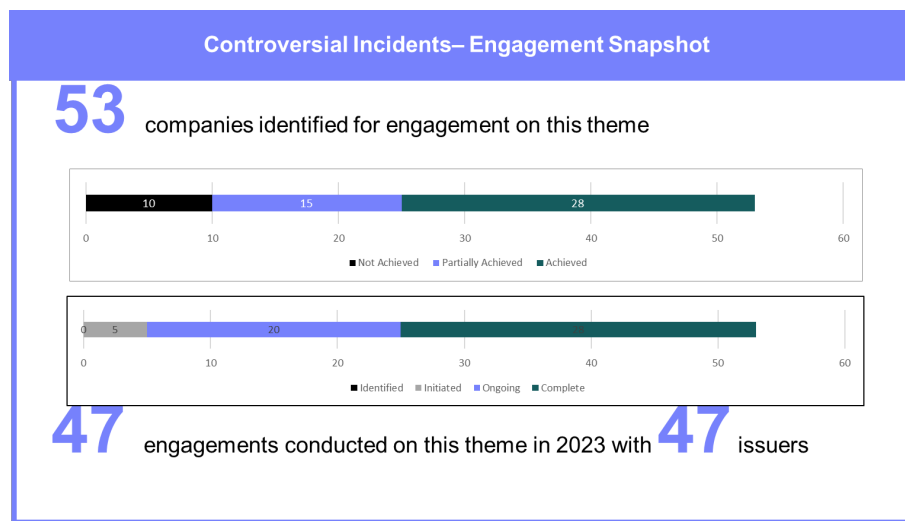 Controversial Incidents– Engagement Snapshot
53 companies identified for engagement on this theme
10 15 28
0 10 20 30 40 50 60
Not Achieved Partially Achieved Achieved
0 5 20 28
0 10 20 30 40 50 60
Identified Initiated Ongoing Complete
47 engagements conducted on this theme in 2023 with 47 issuers